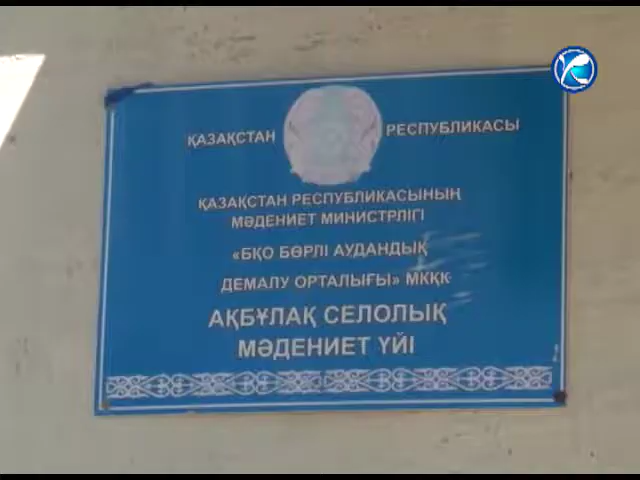 ҚАЗАҚСТАН РЕСПУБЛИКАСЫ
ҚАЗАҚСТАН РЕСПУБЛИКАСЫНЫҢ
МӘДЕНИЕТ МИНИСТРЛІГІ
«БҚО БӨРЛІ АУДАНДЫҚ
ДЕМАЛУ ОРТАЛЫҒЫ» МКҚК
АҚБҰЛАҚ СЕЛОЛЫҚ
МӘДЕНИЕТ ҮЙІ